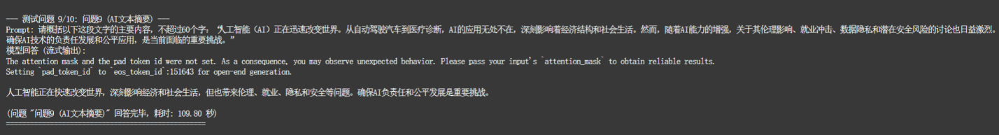 --- 测试问题 9/10: 问题9 (AI文本摘要) ---
Prompt: 请概括以下这段文字的主要内容，不超过60个字：“人工智能（AI）正在迅速改变世界。从自动驾驶汽车到医疗诊断，AI的应用无处不在，深刻影响着经济结构和社会生活。然而，随着AI能力的增强，关于其伦理影响、就业冲击、数据隐私和潜在安全风险的讨论也日益激烈。
确保AI技术的负责任发展和公平应用，是当前面临的重要挑战。”
模型回答 (流式输出):
The attention mask and the pad token id were not set. As a consequence, you may observe unexpected behavior. Please pass your input's `attention_mask` to obtain reliable results.
Setting `pad_token_id` to `eos_token_id`:151643 for open-end generation.
人工智能正在快速改变世界，深刻影响经济和社会生活，但也带来伦理、就业、隐私和安全等问题。确保AI负责任和公平发展是重要挑战。
(问题 "问题9 (AI文本摘要)" 回答完毕，耗时: 109.80 秒)
==================================================